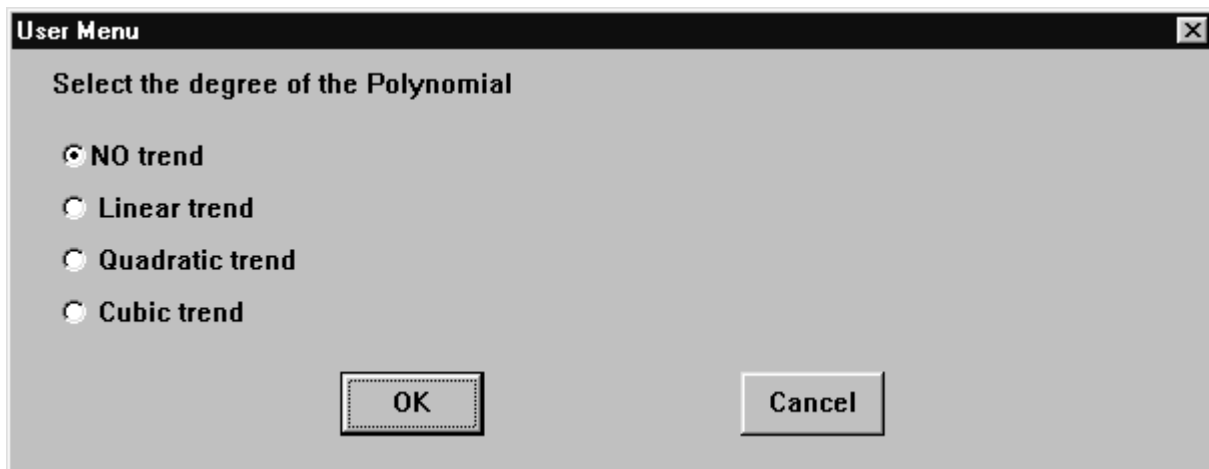 User Menu
Select the degree of the Polynomial
NO trend
Linear trend
Quadratic trend
Cubic trend
OK Cancel